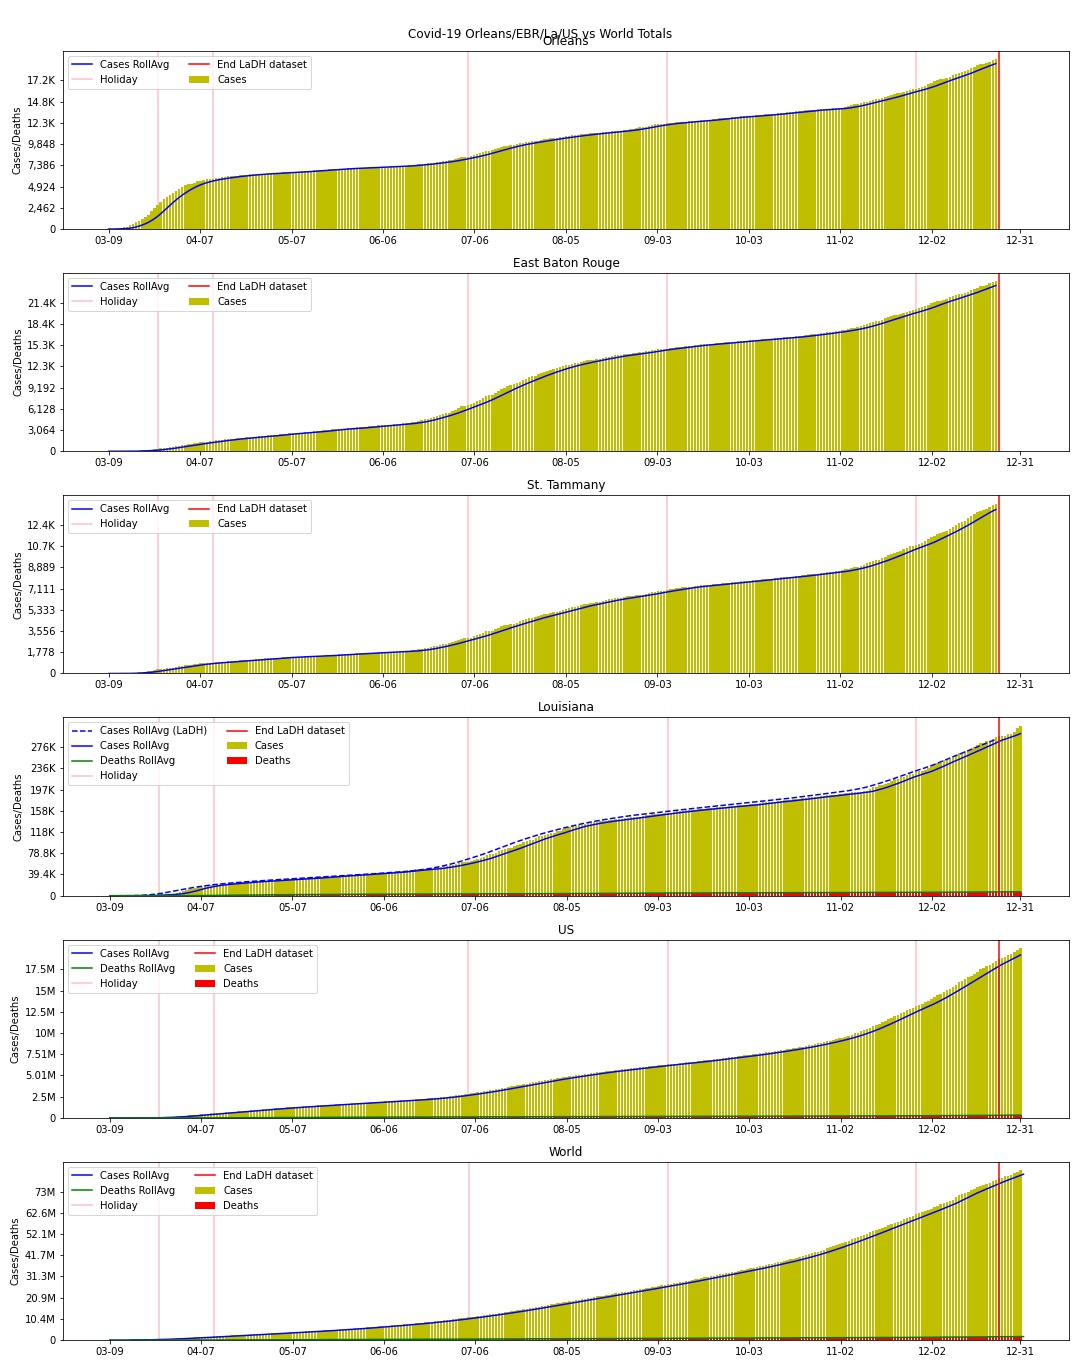 Covid-19 Orleans/EBR/La/US vs World Totals
Orleans
Cases RollAvg
Holiday
End LaDH dataset
Cases
Cases/Deaths
17.2K
14.8K
12.3K
9,848
7,386
4,924
2,462
0
03-09 04-07 05-07 06-06 07-06 08-05 09-03 10-03 11-02 12-02 12-31
East Baton Rouge
Cases RollAvg
Holiday
End LaDH dataset
Cases
Cases/Deaths
21.4K
18.4K
15.3K
12.3K
9,192
6,128
3,064
0
03-09 04-07 05-07 06-06 07-06 08-05 09-03 10-03 11-02 12-02 12-31
St. Tammany
Cases RollAvg
Holiday
End LaDH dataset
Cases
Cases/Deaths
12.4K
10.7K
8,889
7,111
5,333
3,556
1,778
0
03-09 04-07 05-07 06-06 07-06 08-05 09-03 10-03 11-02 12-02 12-31
Louisiana
Cases RollAvg (LaDH)
Cases RollAvg
Deaths RollAvg
Holiday
End LaDH dataset
Cases
Deaths
Cases/Deaths
276K
236K
197K
158K
118K
78.8K
39.4K
0
03-09 04-07 05-07 06-06 07-06 08-05 09-03 10-03 11-02 12-02 12-31
US
Cases RollAvg
Deaths RollAvg
Holiday
End LaDH dataset
Cases
Deaths
Cases/Deaths
17.5M
15M
12.5M
10M
7.51M
5.01M
2.5M
0
03-09 04-07 05-07 06-06 07-06 08-05 09-03 10-03 11-02 12-02 12-31
World
Cases RollAvg
Deaths RollAvg
Holiday
End LaDH dataset
Cases
Deaths
Cases/Deaths
73M
62.6M
52.1M
41.7M
31.3M
20.9M
10.4M
0
03-09 04-07 05-07 06-06 07-06 08-05 09-03 10-03 11-02 12-02 12-31